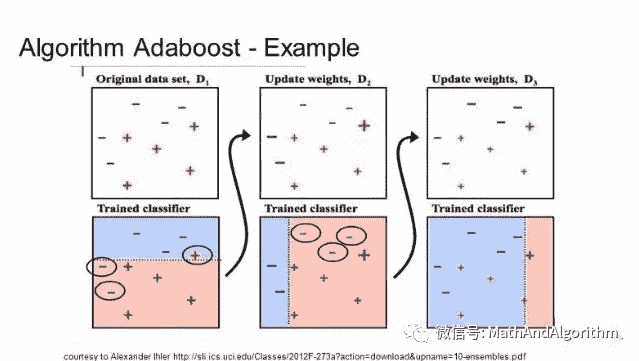 Algorithm Adaboost - Example
Original data set, D1
Update weights, D2
Update weights, D3
Trained classifier
Trained classifier
Trained classifier
微信号: MathAndAlgorithm
courtesy to Alexander Ihler http://sli.ics.uci.edu/Classes/2012F-273a?action=download&upname=10-ensembles.pdf